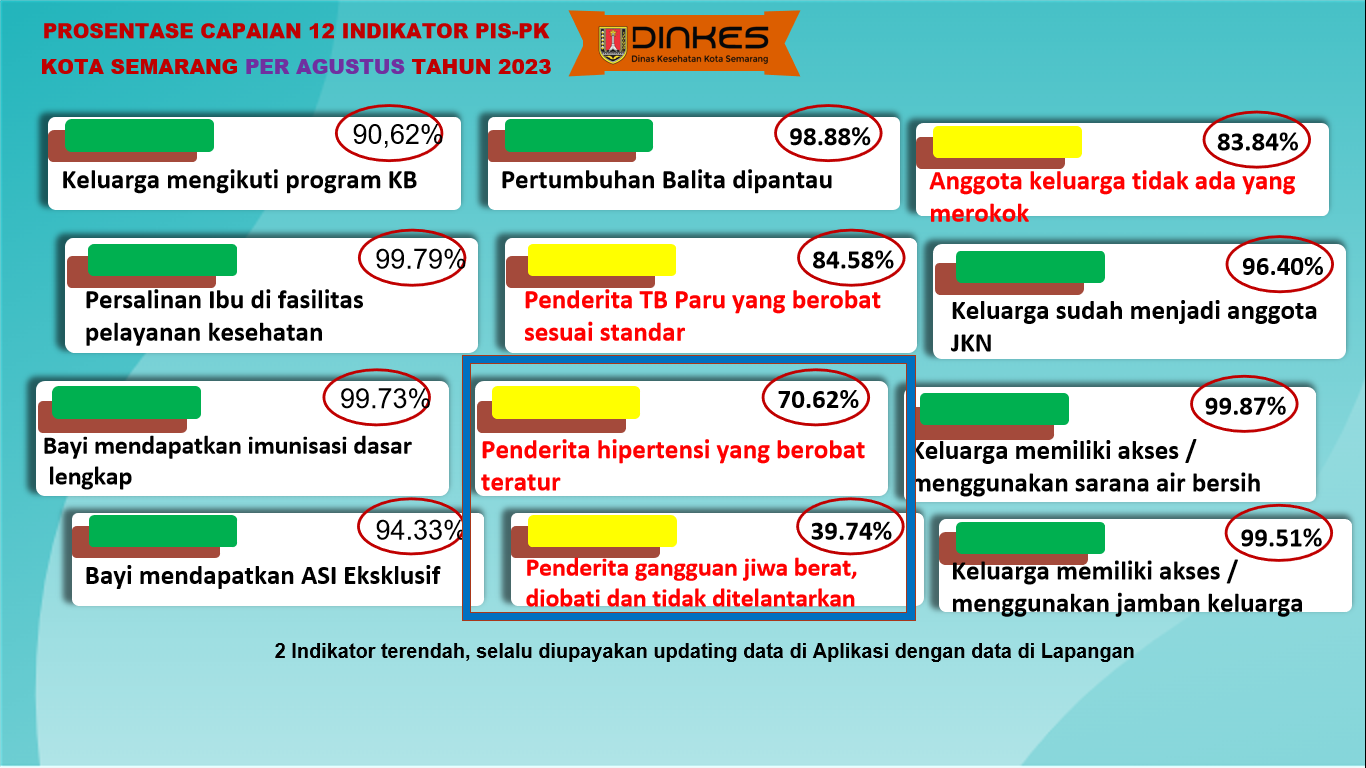 PROSENTASE CAPAIAN 12 INDIKATOR PIS-PK
KOTA SEMARANG PER AGUSTUS TAHUN 2023
DINKES
Dinas Kesehatan Kota Semarang
90,62%
Keluarga mengikuti program KB
98.88%
Pertumbuhan Balita dipantau
83.84%
Anggota keluarga tidak ada yang
merokok
99.79%
Persalinan Ibu di fasilitas
pelayanan kesehatan
84.58%
Penderita TB Paru yang berobat
sesuai standar
96.40%
Keluarga sudah menjadi anggota
JKN
99.73%
Bayi mendapatkan imunisasi dasar
lengkap
70.62%
Penderita hipertensi yang berobat
teratur
99.87%
Keluarga memiliki akses /
menggunakan sarana air bersih
94.33%
Bayi mendapatkan ASI Eksklusif
39.74%
Penderita gangguan jiwa berat,
diobati dan tidak ditelantarkan
99.51%
Keluarga memiliki akses /
menggunakan jamban keluarga
2 Indikator terendah, selalu diupayakan updating data di Aplikasi dengan data di Lapangan